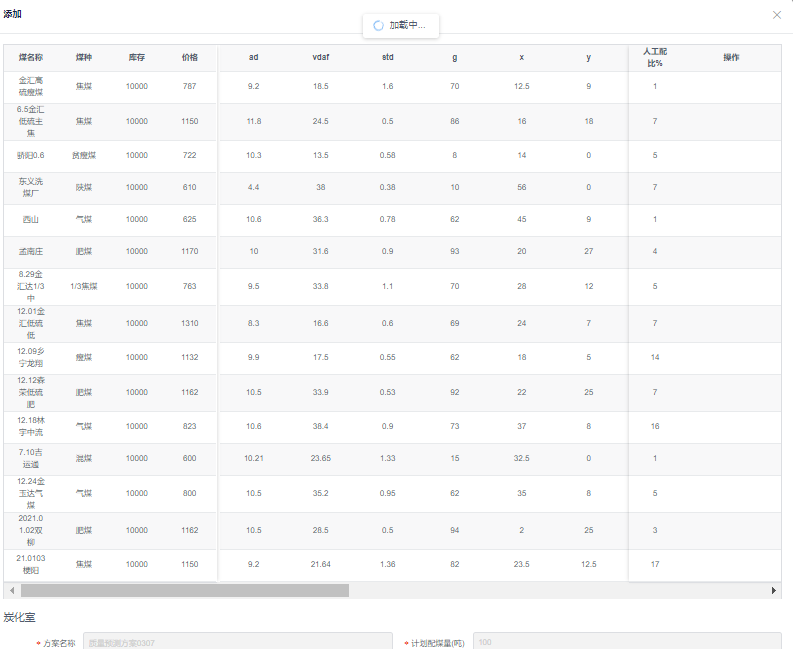 添加
加载中...
煤名称 煤种 库存 价格 ad vdaf std g x y 人工配比% 操作
金汇高硫瘦煤 焦煤 10000 787 9.2 18.5 1.6 70 12.5 9 1
6.5金汇低硫主焦 焦煤 10000 1150 11.8 24.5 0.5 86 16 18 7
骄阳0.6 贫瘦煤 10000 722 10.3 13.5 0.58 8 14 0 5
东义洗煤厂 陕煤 10000 610 4.4 38 0.38 10 56 0 7
西山 气煤 10000 625 10.6 36.3 0.78 62 45 9 1
孟南庄 肥煤 10000 1170 10 31.6 0.9 93 20 27 4
8.29金汇达1/3中 1/3焦煤 10000 763 9.5 33.8 1.1 70 28 12 5
12.01金汇低硫低 焦煤 10000 1310 8.3 16.6 0.6 69 24 7 7
12.09乡宁龙翔 瘦煤 10000 1132 9.9 17.5 0.55 62 18 5 14
12.12森荣低硫肥 肥煤 10000 1162 10.5 33.9 0.53 92 22 25 7
12.18林宇中流 气煤 10000 823 10.6 38.4 0.9 73 37 8 16
7.10吉运通 混煤 10000 600 10.21 23.65 1.33 15 32.5 0 1
12.24金玉达气煤 气煤 10000 800 10.5 35.2 0.95 62 35 8 5
2021.01.02双柳 肥煤 10000 1162 10.5 28.5 0.5 94 2 25 3
21.0103 焦煤 10000 1150 9.2 21.64 1.36 82 23.5 12.5 17
炭化室
* 方案名称 质量预测方案0307 * 计划配煤量(吨) 100